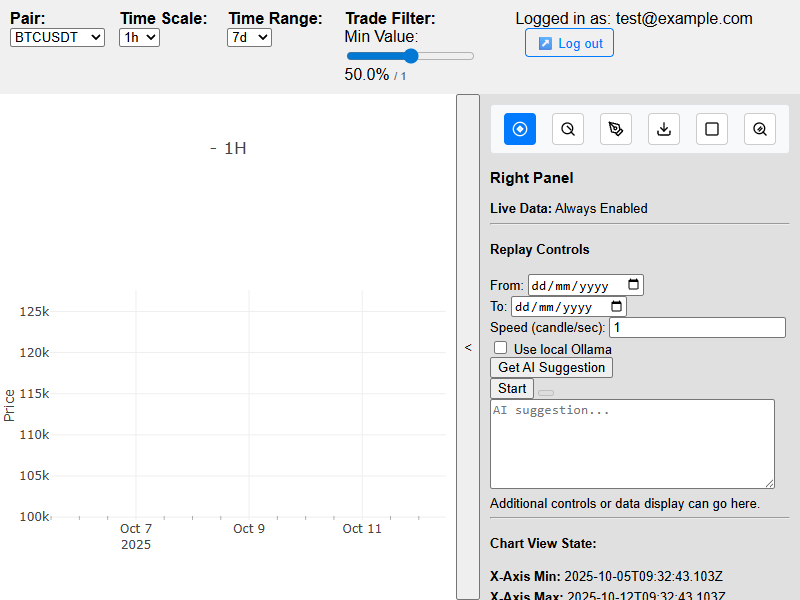 Pair: Time Scale: Time Range: Trade Filter: Logged in as: test@example.com
BTCUSDT 1h 7d Min Value: Log out
50.0% / 1
- 1H
Price
125k
120k
115k
110k
105k
100k
Oct 7 Oct 9 Oct 11
2025
<
Right Panel
Live Data: Always Enabled
Replay Controls
From: dd/mm/yyyy
To: dd/mm/yyyy
Speed (candle/sec): 1
Use local Ollama
Get AI Suggestion
Start
AI suggestion...
Additional controls or data display can go here.
Chart View State:
X-Axis Min: 2025-10-05T09:32:43.103Z
X-Axis Max: 2025-10-12T09:32:43.103Z